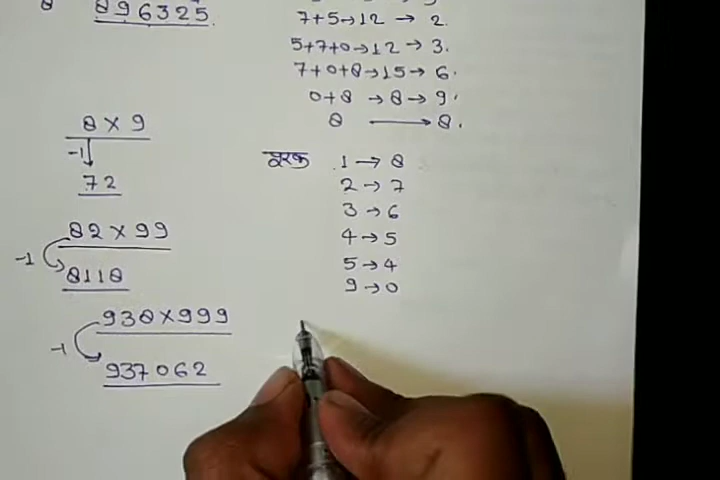 8 896325.
7+5→12 → 2.
5+7+0→12 → 3.
7+0+8→15→ 6.
0+8 → 8→ 9.
8 → 8.
8 × 9
-1
72
82 × 99
-1
8118
938×999
-1
937062
1 → 8
2 → 7
3 → 6
4 → 5
5 → 4
9 → 0